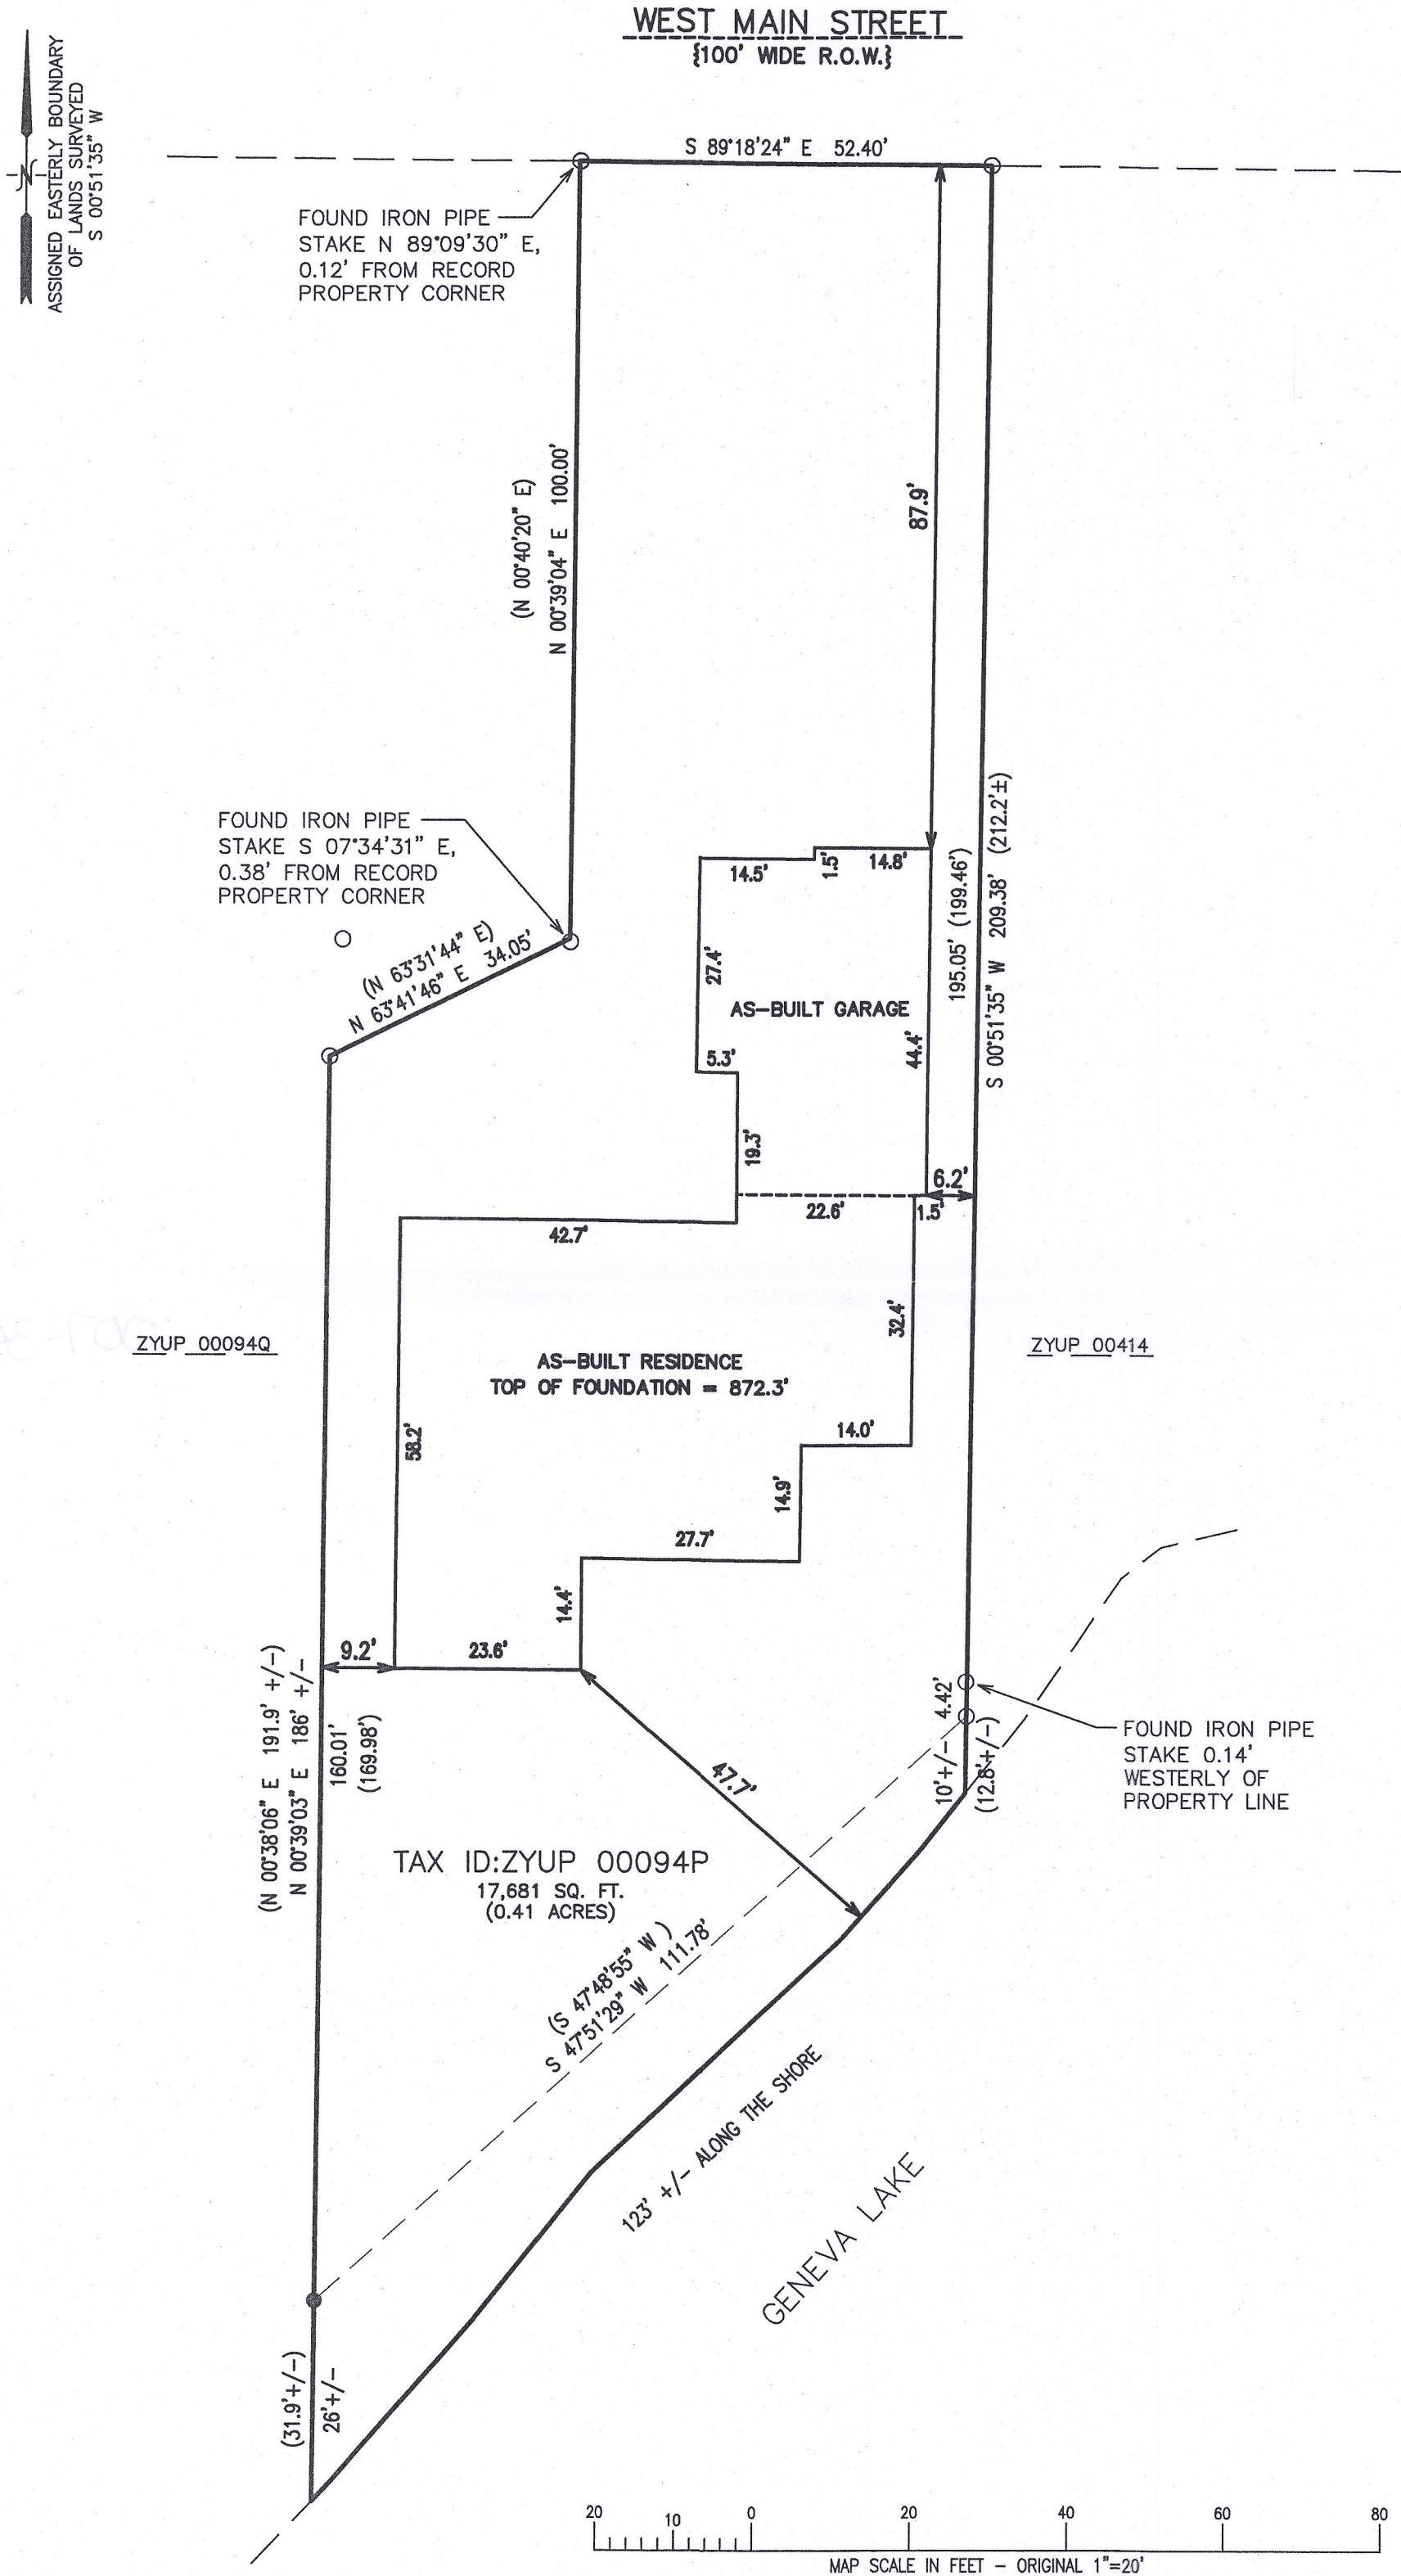 WEST MAIN STREET
{100' WIDE R.O.W.}
N
ASSIGNED EASTERLY BOUNDARY
OF LANDS SURVEYED
S 00°51'35" W
S 89°18'24" E 52.40'
FOUND IRON PIPE
STAKE N 89°09'30" E,
0.12' FROM RECORD
PROPERTY CORNER
(N 00°40'20" E)
N 00°39'04" E 100.00'
87.9'
FOUND IRON PIPE
STAKE S 07°34'31" E,
0.38' FROM RECORD
PROPERTY CORNER
(N 63°31'44" E)
N 63°41'46" E 34.05'
14.5'
1.5'
14.8'
27.4'
AS-BUILT GARAGE
44.4'
195.05' (199.46')
S 00°51'35" W 209.38' (212.2'±)
5.3'
19.3'
6.2'
22.6'
1.5'
42.7'
32.4'
ZYUP 00094Q
ZYUP 00414
AS-BUILT RESIDENCE
TOP OF FOUNDATION = 872.3'
58.2'
14.0'
14.9'
27.7'
14.4'
9.2'
23.6'
(N 00°38'06" E 191.9' +/-)
N 00°39'03" E 186' +/-
160.01'
(169.98')
47.7'
4.42'
10'+/-
(12.8'+/-)
FOUND IRON PIPE
STAKE 0.14'
WESTERLY OF
PROPERTY LINE
TAX ID:ZYUP 00094P
17,681 SQ. FT.
(0.41 ACRES)
(S 47°48'55" W )
S 47°51'29" W 111.78'
123' +/- ALONG THE SHORE
GENEVA LAKE
(31.9'+/-)
26'+/-
20 10 0 20 40 60 80
MAP SCALE IN FEET - ORIGINAL 1"=20'